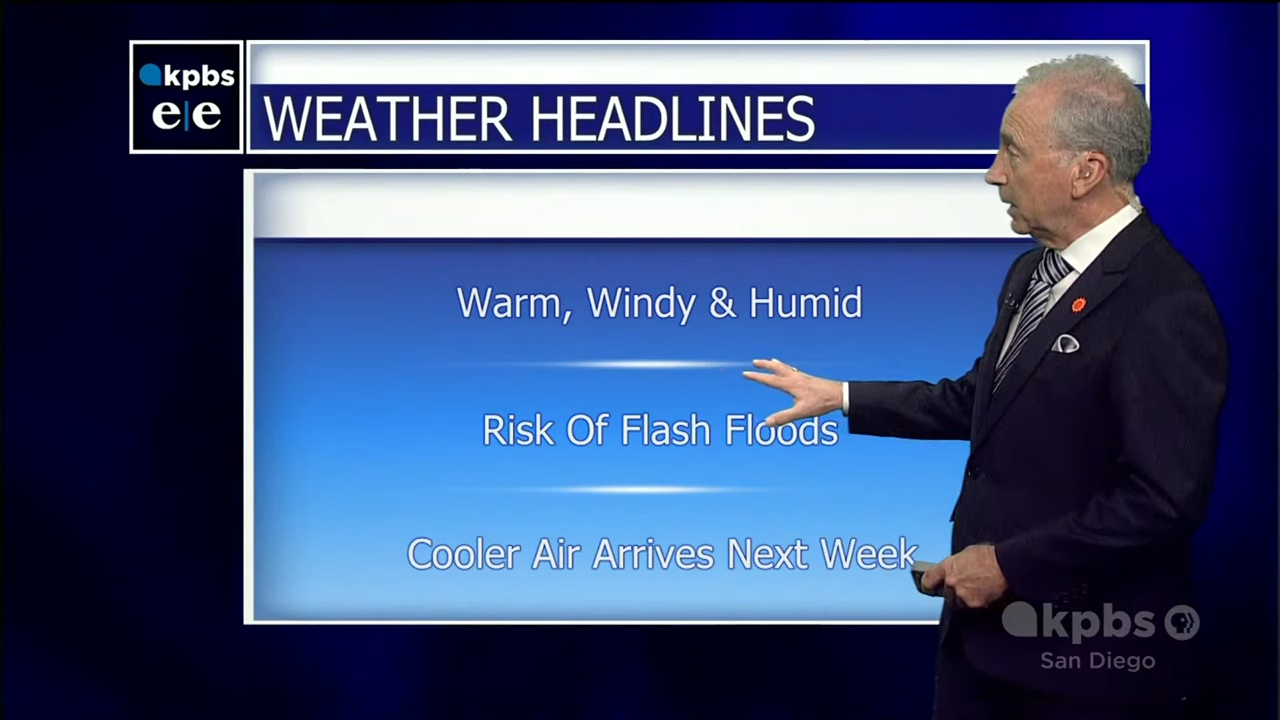 kpbs
e|e
WEATHER HEADLINES
Warm, Windy & Humid
Risk Of Flash Floods
Cooler Air Arrives Next Week
kpbs
San Diego